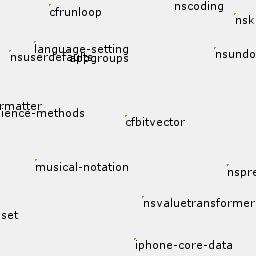 nscoding
cfrunloop
nsk
language-setting
nsundo
nsuserdefaults
appgroups
rmatter
ience-methods
cfbitvector
musical-notation
nspre
nsvaluetransformer
set
iphone-core-data